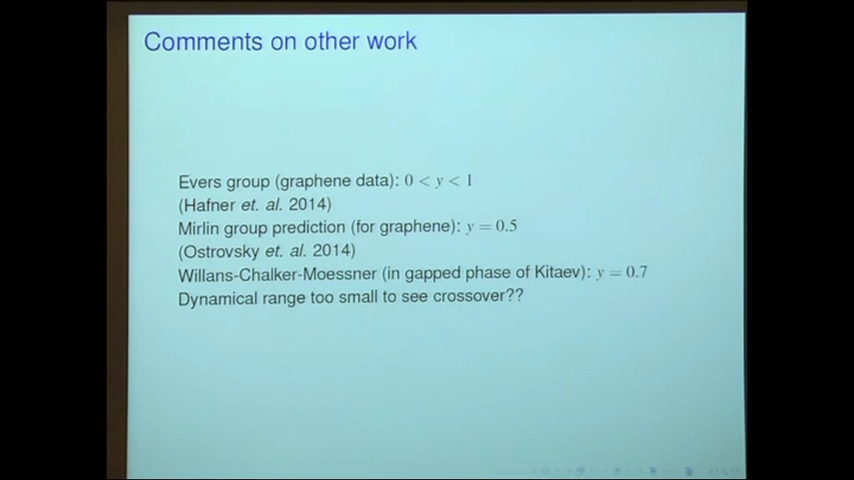 Comments on other work
Evers group (graphene data): 0 < y < 1
(Hafner et. al. 2014)
Mirlin group prediction (for graphene): y = 0.5
(Ostrovsky et. al. 2014)
Willans-Chalker-Moessner (in gapped phase of Kitaev): y = 0.7
Dynamical range too small to see crossover??